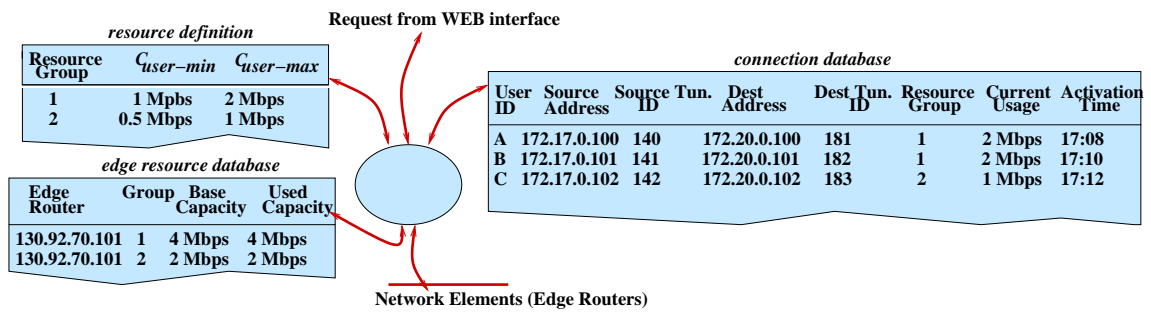 Request from WEB interface
resource definition
Resource Group Cuser-min Cuser-max
1 1 Mpbs 2 Mbps
2 0.5 Mbps 1 Mbps
edge resource database
Edge Router Group Base Capacity Used Capacity
130.92.70.101 1 4 Mbps 4 Mbps
130.92.70.101 2 2 Mbps 2 Mbps
connection database
User ID Source Address Source Tun. ID Dest Address Dest Tun. ID Resource Group Current Usage Activation Time
A 172.17.0.100 140 172.20.0.100 181 1 2 Mbps 17:08
B 172.17.0.101 141 172.20.0.101 182 1 2 Mbps 17:10
C 172.17.0.102 142 172.20.0.102 183 2 1 Mbps 17:12
Network Elements (Edge Routers)